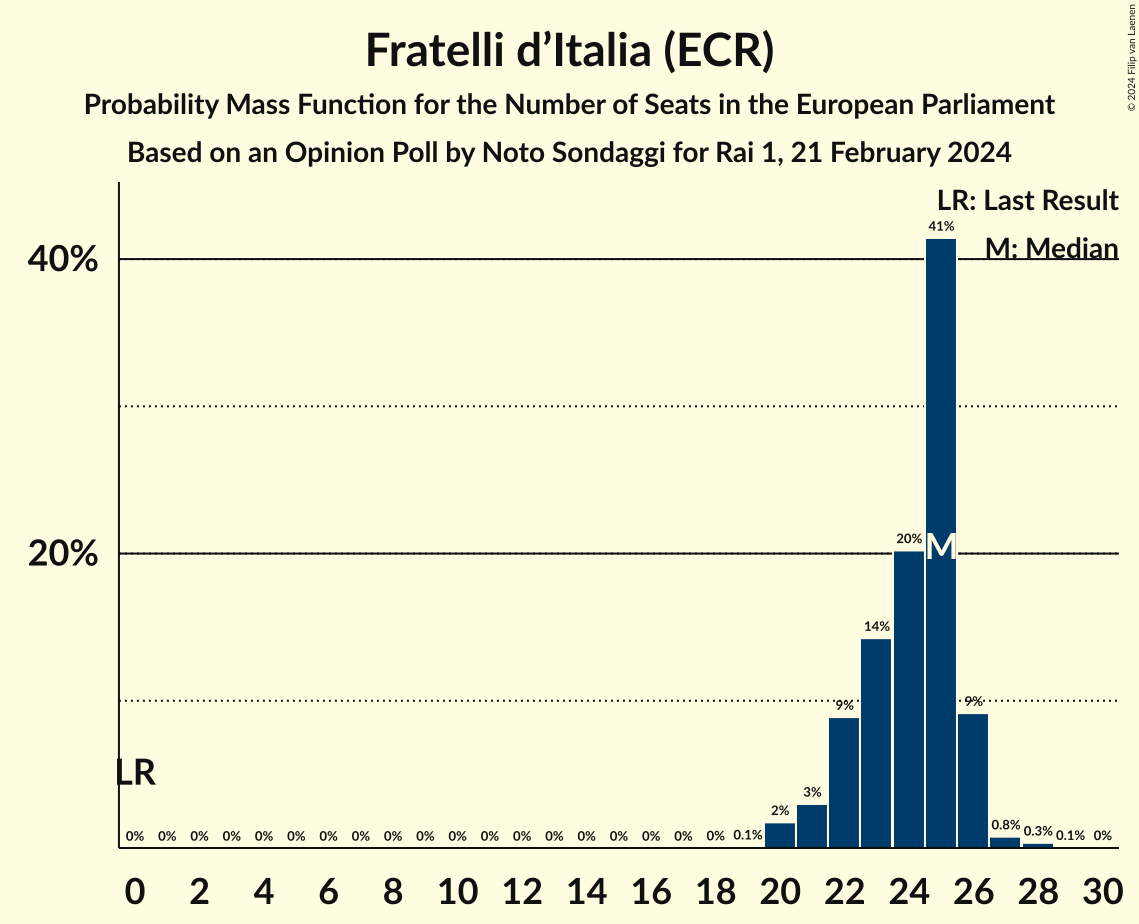 Fratelli d’Italia (ECR)
Probability Mass Function for the Number of Seats in the European Parliament
Based on an Opinion Poll by Noto Sondaggi for Rai 1, 21 February 2024
© 2024 Filip van Laenen
LR: Last Result
M: Median
40%
20%
LR
M
0% 0% 0% 0% 0% 0% 0% 0% 0% 0% 0% 0% 0% 0% 0% 0% 0% 0% 0% 0.1% 2% 3% 9% 14% 20% 41% 9% 0.8% 0.3% 0.1% 0%
0 2 4 6 8 10 12 14 16 18 20 22 24 26 28 30